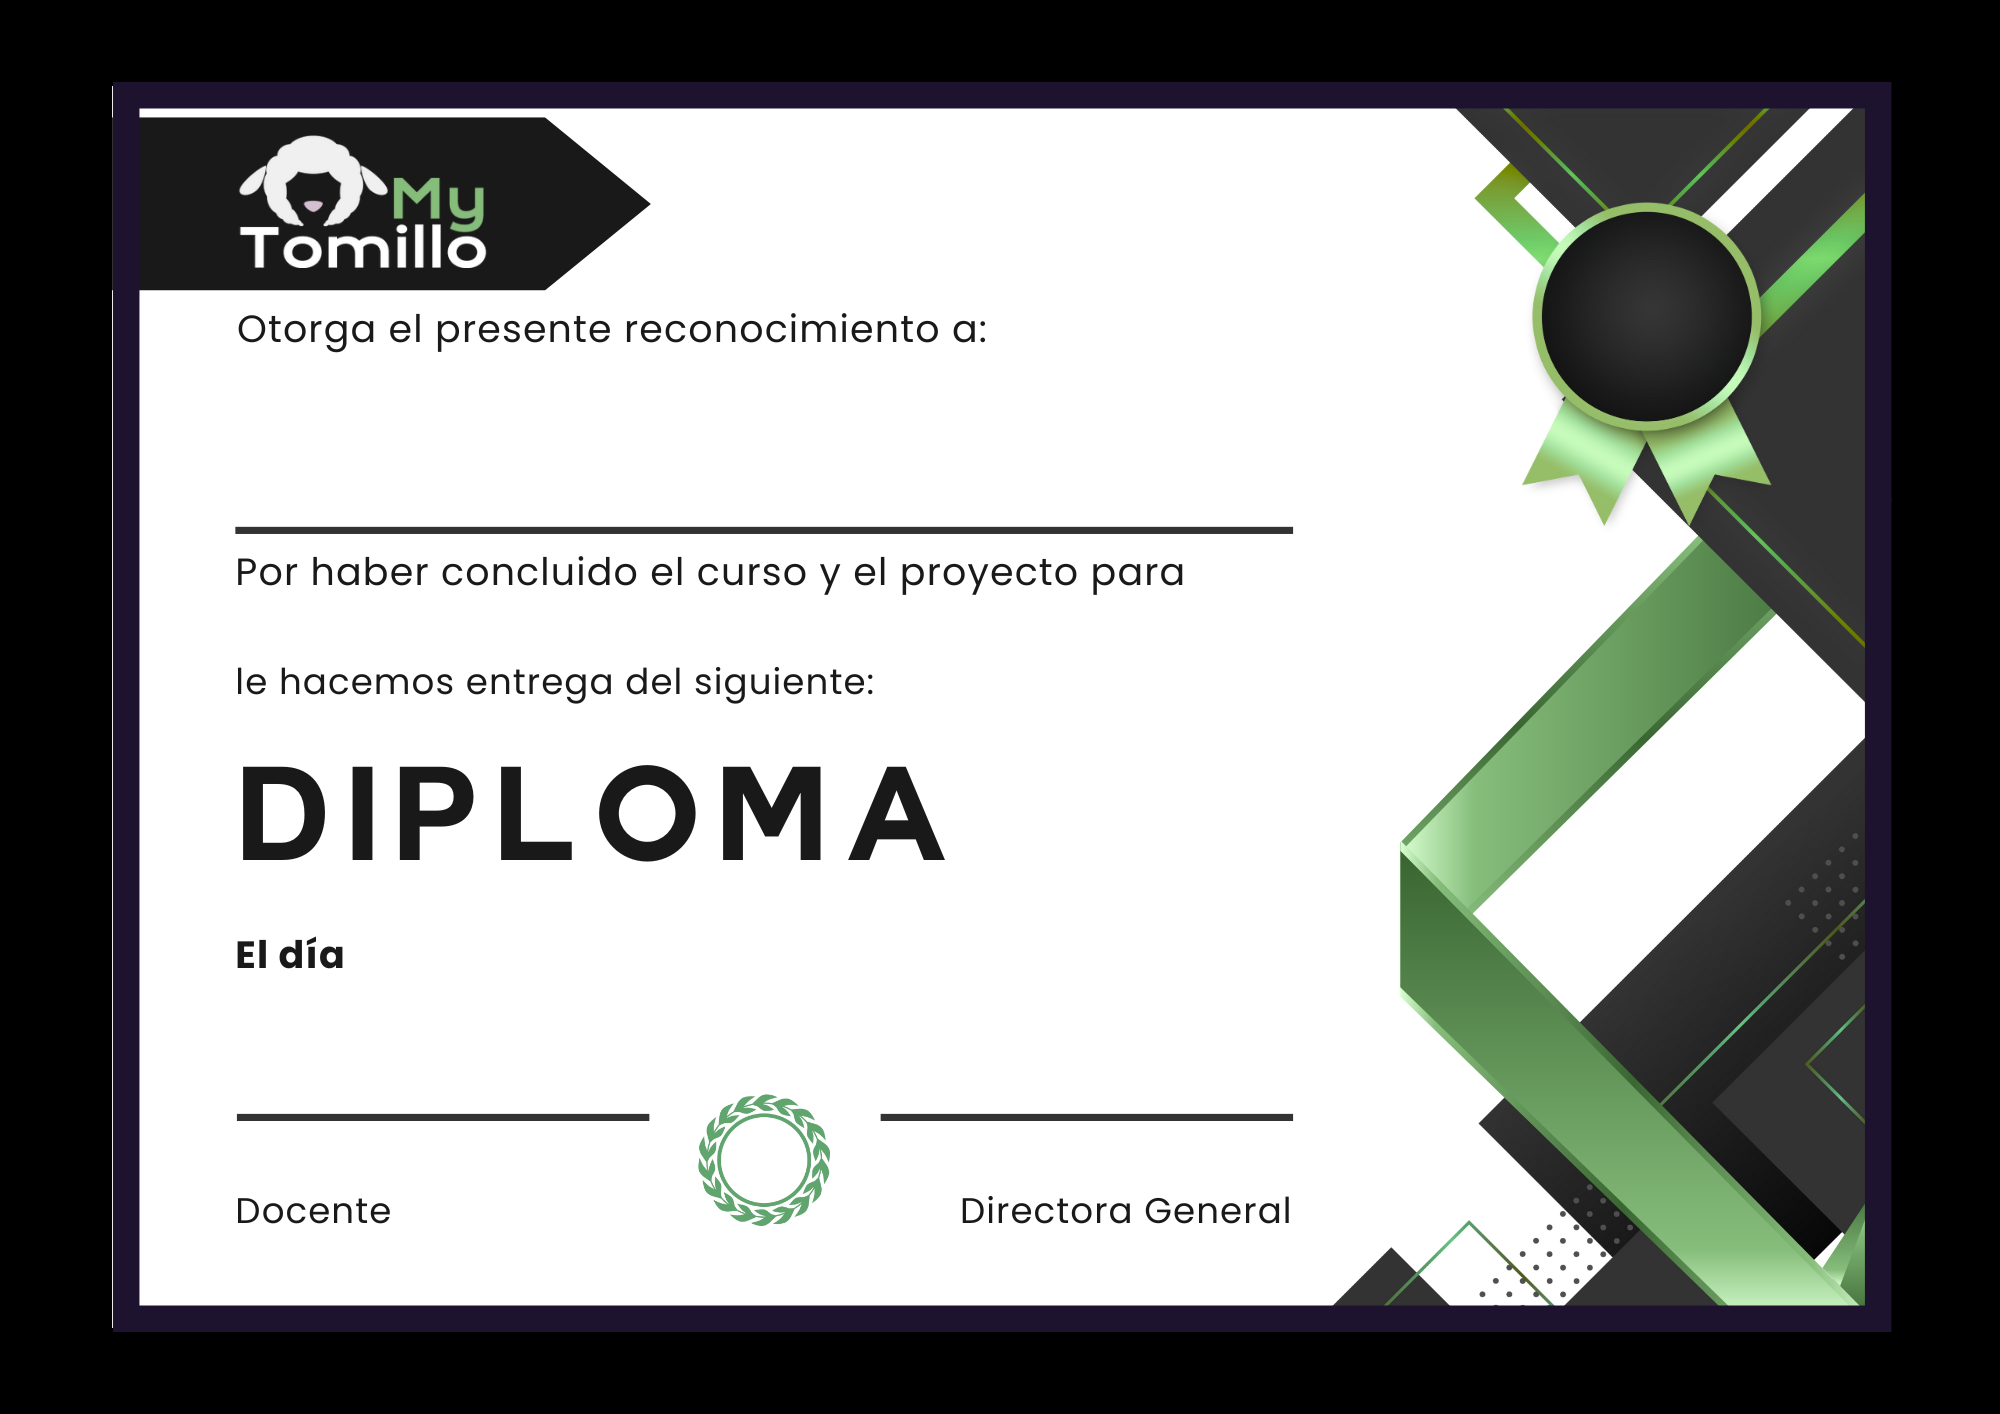 My
Tomillo
Otorga el presente reconocimiento a:
Por haber concluido el curso y el proyecto para
le hacemos entrega del siguiente:
DIPLOMA
El día
Docente
Directora General